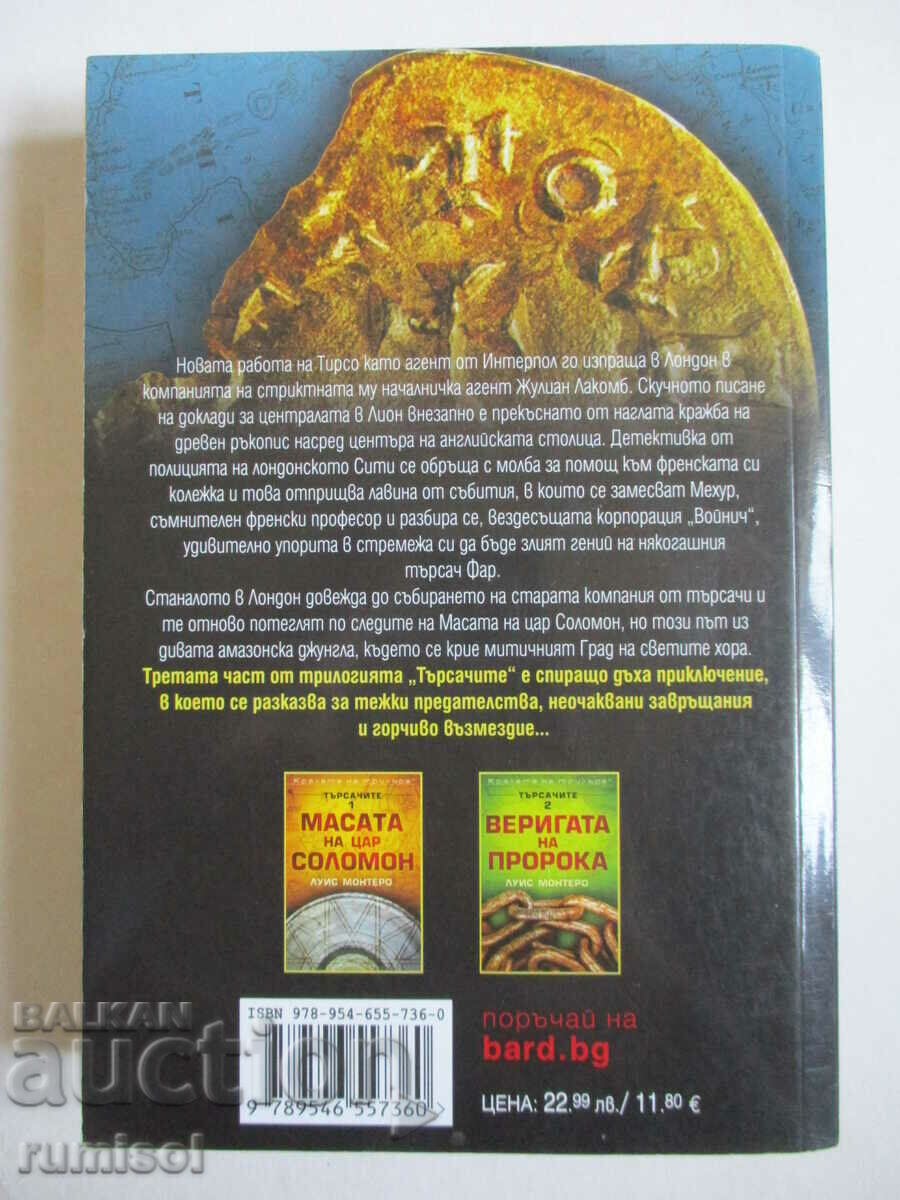 Новата работа на Тирсо като агент от Интерпол го изпраща в Лондон в
компанията на стриктната му началничка агент Жулиан Лакомб. Скучното писане
на доклади за централата в Лион внезапно е прекъснато от наглата кражба на
древен ръкопис насред центъра на английската столица. Детективка от
полицията на лондонското Сити се обръща с молба за помощ към френската си
колежка и това отприщва лавина от събития, в които се замесват Мехур,
съмнителен френски професор и разбира се, вездесъщата корпорация „Войнич“,
удивително упорита в стремежа си да бъде злият гений на някогашния
търсач Фар.
Станалото в Лондон довежда до събирането на старата компания от търсачи и
те отново потеглят по следите на Масата на цар Соломон, но този път из
дивата амазонска джунгла, където се крие митичният Град на светите хора.
Третата част от трилогията „Търсачите“ е спиращо дъха приключение,
в което се разказва за тежки предателства, неочаквани завръщания
и горчиво възмездие...
Кралете на трилъра
ТЪРСАЧИТЕ
1
МАСАТА
НА ЦАР
СОЛОМОН
ЛУИС МОНТЕРО
Кралете на трилъра
ТЪРСАЧИТЕ
2
ВЕРИГАТА
НА
ПРОРОКА
ЛУИС МОНТЕРО
ISBN 978-954-655-736-0
9 789546 557360
поръчай на
bard.bg
ЦЕНА: 22.99 лв./ 11.80 €
BALKAN
auction
rumisol